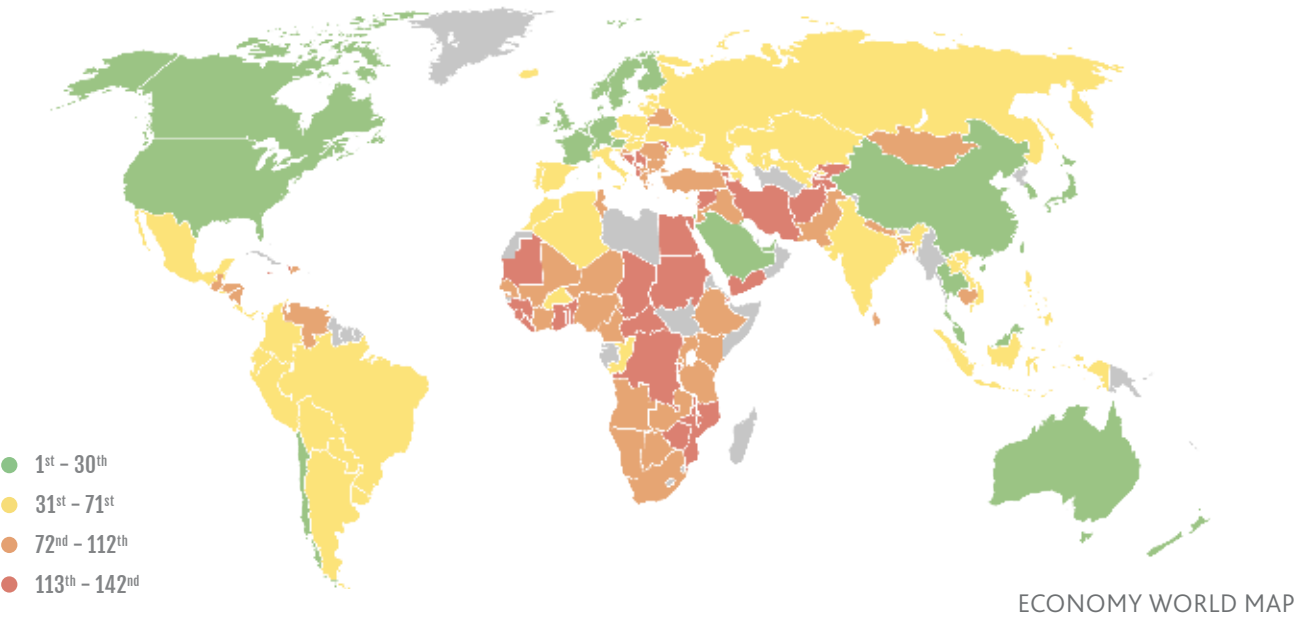 1st – 30th
31st – 71st
72nd – 112th
113th – 142nd
ECONOMY WORLD MAP